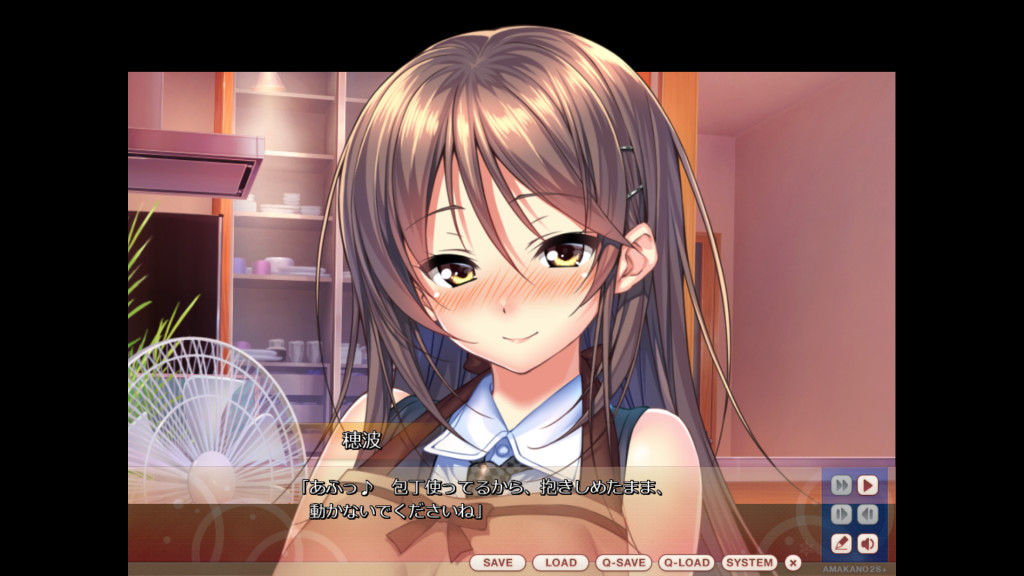 穂波
「あふっ♪　包丁使ってるから、抱きしめたまま、
動かないでくださいね」
SAVE LOAD Q-SAVE Q-LOAD SYSTEM ×
AMAKANO2S+